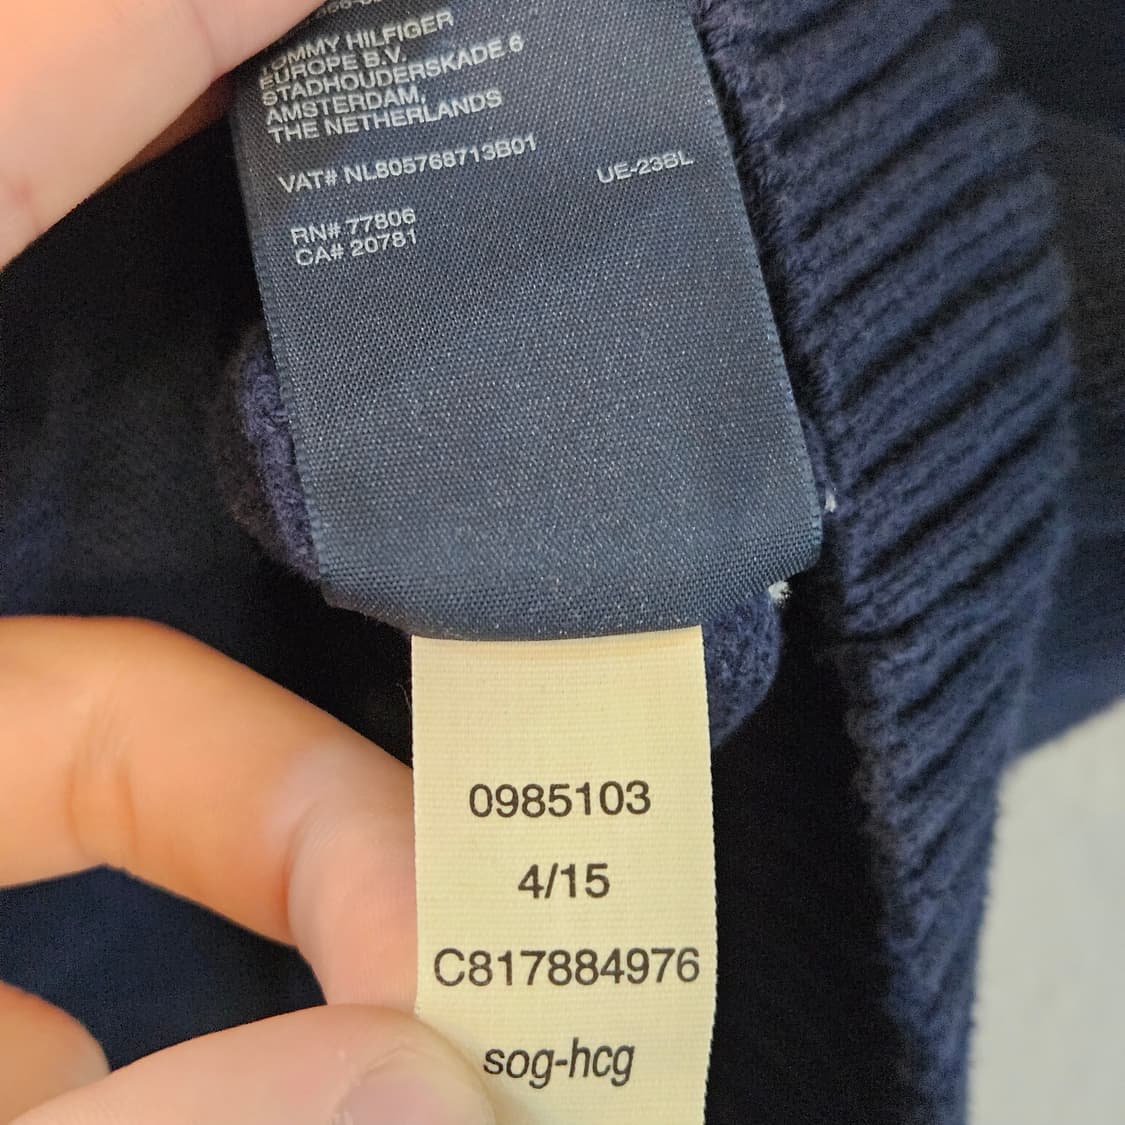 TOMMY HILFIGER
EUROPE B.V.
STADHOUDERSKADE 6
AMSTERDAM,
THE NETHERLANDS
VAT# NL805768713B01
UE-23BL
RN# 77806
CA# 20781
0985103
4/15
C817884976
sog-hcg